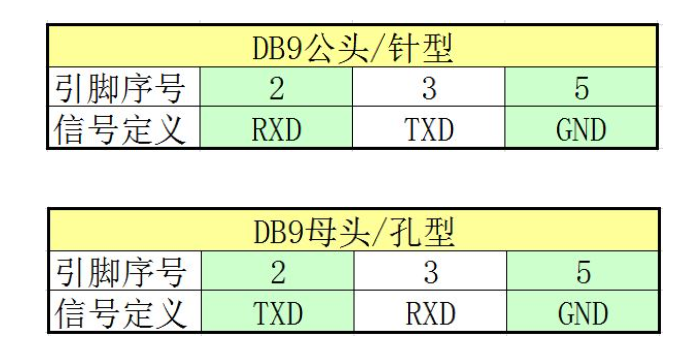 DB9公头/针型
引脚序号 2 3 5
信号定义 RXD TXD GND
DB9母头/孔型
引脚序号 2 3 5
信号定义 TXD RXD GND